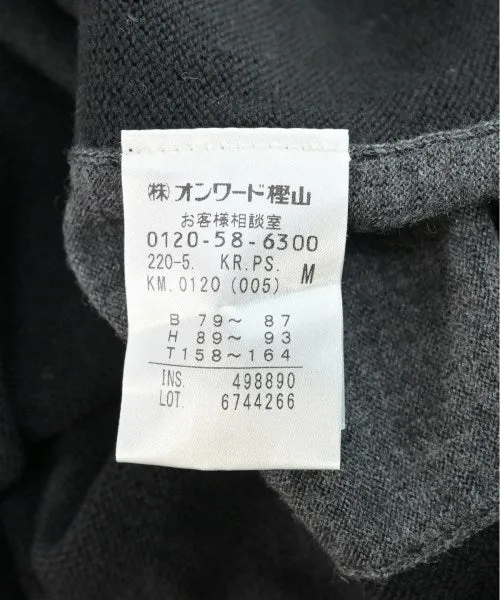 ㈱オンワード樫山
お客様相談室
0120-58-6300
220-5. KR.PS. M
KM.0120 (005)
B 79〜 87
H 89〜 93
T158〜164
INS. 498890
LOT. 6744266